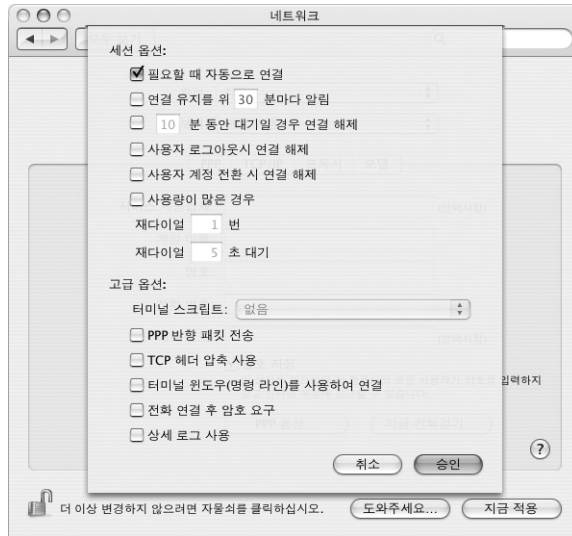 네트워크
세션 옵션:
필요할 때 자동으로 연결
연결 유지를 위 30 분마다 알림
10 분 동안 대기일 경우 연결 해제
사용자 로그아웃시 연결 해제
사용자 계정 전환 시 연결 해제
사용량이 많은 경우
재다이얼 1 번
재다이얼 5 초 대기
고급 옵션:
터미널 스크립트: 없음
PPP 반향 패킷 전송
TCP 헤더 압축 사용
터미널 윈도우(명령 라인)를 사용하여 연결
입력하지
전화 연결 후 암호 요구
PPP 옵션
상세 로그 사용
취소 승인
?
더 이상 변경하지 않으려면 자물쇠를 클릭하십시오. 도와주세요... 지금 적용